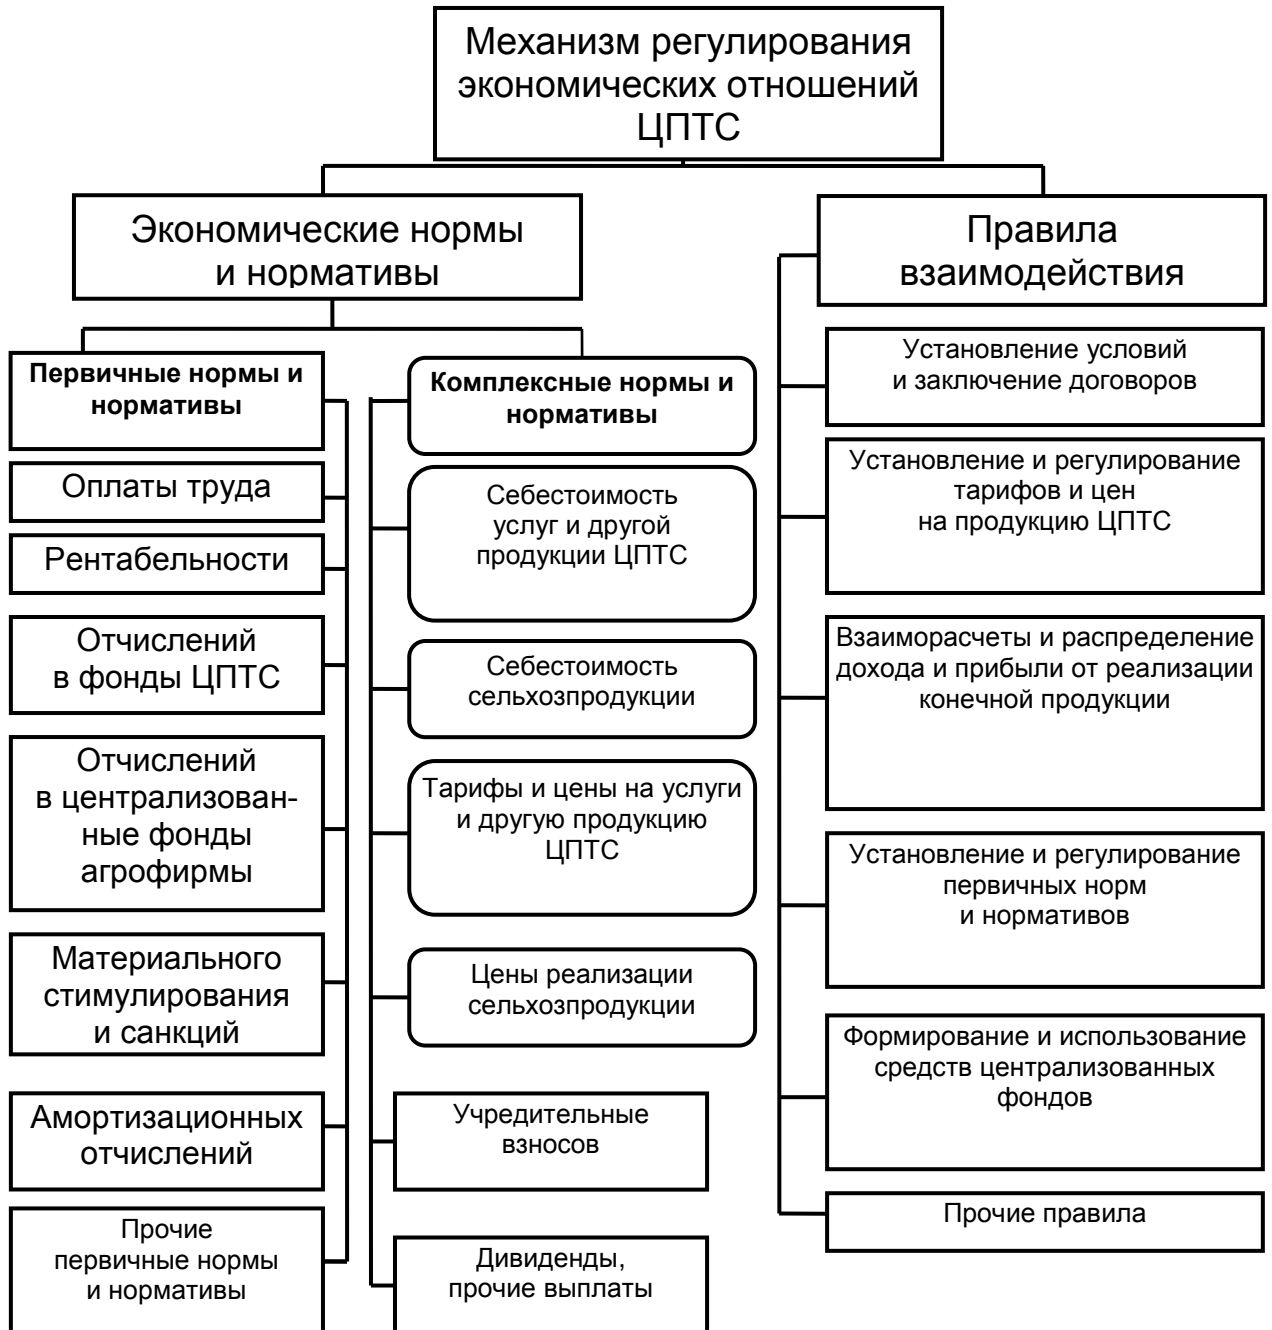 Механизм регулирования
экономических отношений
ЦПТС
Экономические нормы
и нормативы
Правила
взаимодействия
Первичные нормы и
нормативы
Оплаты труда
Рентабельности
Отчислений
в фонды ЦПТС
Отчислений
в централизован-
ные фонды
агрофирмы
Материального
стимулирования
и санкций
Амортизационных
отчислений
Прочие
первичные нормы
и нормативы
Комплексные нормы и
нормативы
Себестоимость
услуг и другой
продукции ЦПТС
Себестоимость
сельхозпродукции
Тарифы и цены на услуги
и другую продукцию
ЦПТС
Цены реализации
сельхозпродукции
Учредительные
взносов
Дивиденды,
прочие выплаты
Установление условий
и заключение договоров
Установление и регулирование
тарифов и цен
на продукцию ЦПТС
Взаиморасчеты и распределение
дохода и прибыли от реализации
конечной продукции
Установление и регулирование
первичных норм
и нормативов
Формирование и использование
средств централизованных
фондов
Прочие правила